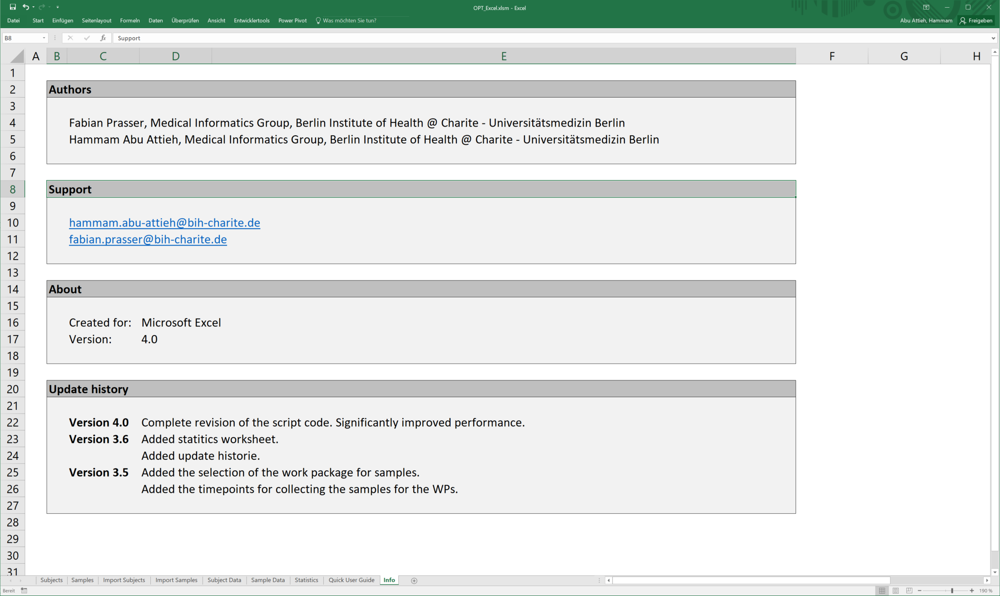 OPT_Excel.xlsm - Excel
Datei Start Einfügen Seitenlayout Formeln Daten Überprüfen Ansicht Entwicklertools Power Pivot Was möchten Sie tun? Abu Attieh, Hammam Freigeben
B8 fx Support
A B C D E F G H
1
2 Authors
3
4 Fabian Prasser, Medical Informatics Group, Berlin Institute of Health @ Charite - Universitätsmedizin Berlin
5 Hammam Abu Attieh, Medical Informatics Group, Berlin Institute of Health @ Charite - Universitätsmedizin Berlin
6
7
8 Support
9
10 hammam.abu-attieh@bih-charite.de
11 fabian.prasser@bih-charite.de
12
13
14 About
15
16 Created for: Microsoft Excel
17 Version: 4.0
18
19
20 Update history
21
22 Version 4.0 Complete revision of the script code. Significantly improved performance.
23 Version 3.6 Added statitics worksheet.
24 Added update historie.
25 Version 3.5 Added the selection of the work package for samples.
26 Added the timepoints for collecting the samples for the WPs.
27
28
29
30
31
Subjects Samples Import Subjects Import Samples Subject Data Sample Data Statistics Quick User Guide Info
Bereit 190 %